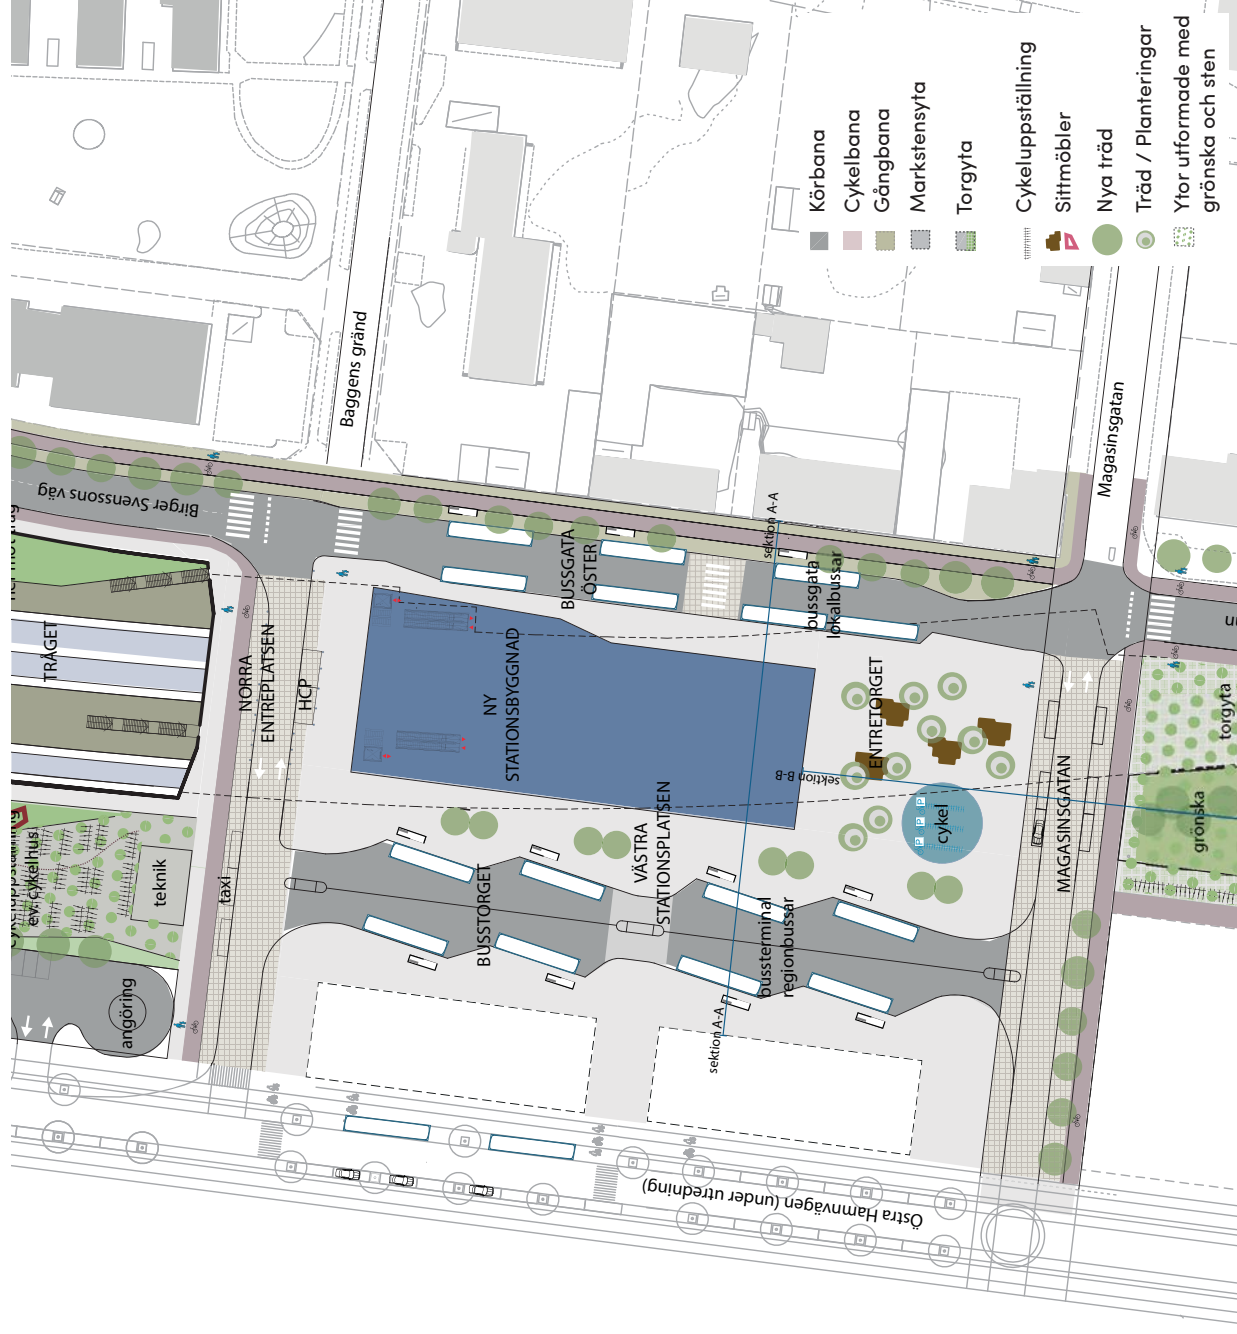 Baggens gränd
Magasinsgatan
Birger Svenssons väg
TRÅGET
NORRA
ENTREPLATSEN
HCP
taxi
teknik
ev. cykelhus
angöring
NY
STATIONSBYGGNAD
BUSSGATA
ÖSTER
bussgata
lokalbussar
sektion A-A
sektion B-B
ENTRETORGET
VÄSTRA
STATIONSPLATSEN
BUSSTORGET
bussterminal
regionbussar
sektion A-A
P
P
P
cykel
MAGASINSGATAN
torgyta
grönska
Östra Hamnvägen (under utredning)
Körbana
Cykelbana
Gångbana
Markstensyta
Torgyta
Cykeluppställning
Sittmöbler
Nya träd
Träd / Planteringar
Ytor utformade med
grönska och sten